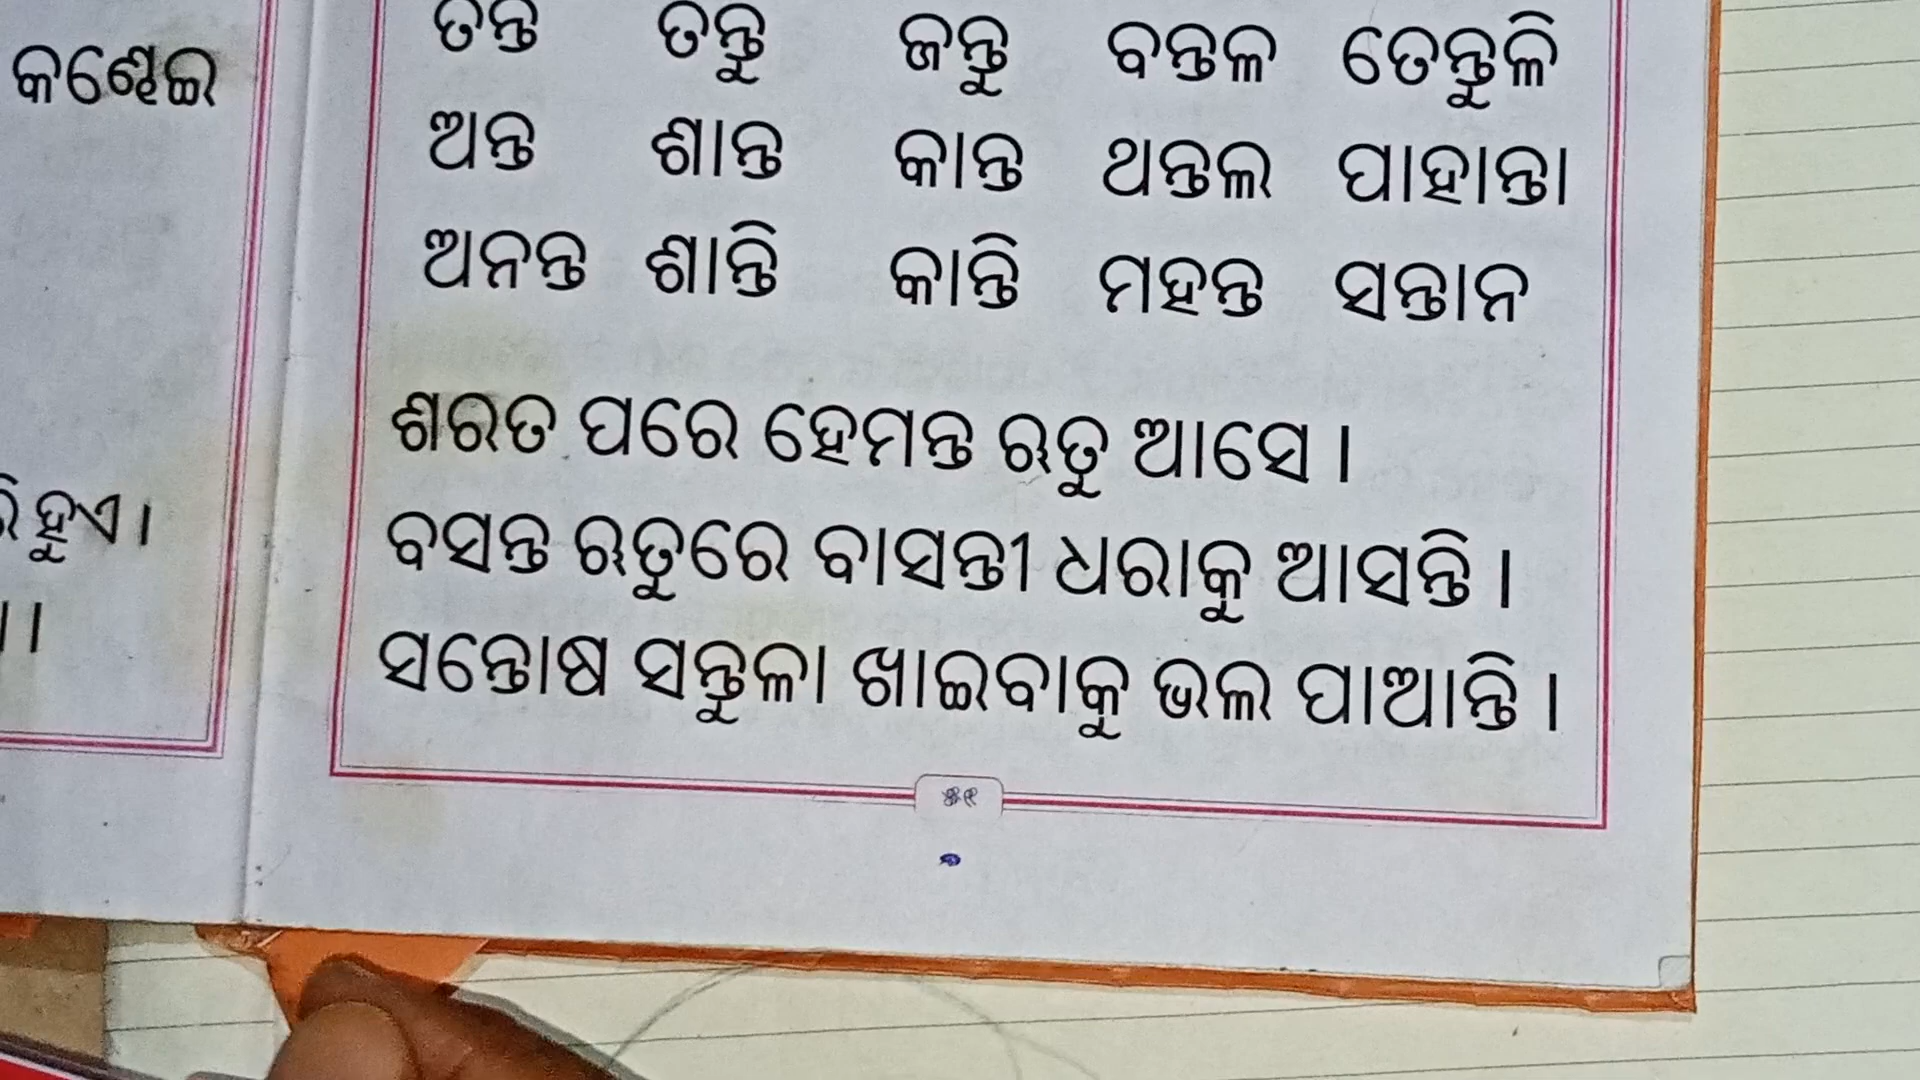 କଣ୍ଢେଇ
ହୁଏ ।
ତନ୍ତ ତନ୍ତୁ ଜନ୍ତୁ ବନ୍ତଳ ତେନ୍ତୁଳି
ଅନ୍ତ ଶାନ୍ତ କାନ୍ତ ଥନ୍ତଲ ପାହାନ୍ତା
ଅନନ୍ତ ଶାନ୍ତି କାନ୍ତି ମହନ୍ତ ସନ୍ତାନ
ଶରତ ପରେ ହେମନ୍ତ ଋତୁ ଆସେ ।
ବସନ୍ତ ଋତୁରେ ବାସନ୍ତୀ ଧରାକୁ ଆସନ୍ତି ।
ସନ୍ତୋଷ ସନ୍ତୁଳା ଖାଇବାକୁ ଭଲ ପାଆନ୍ତି ।